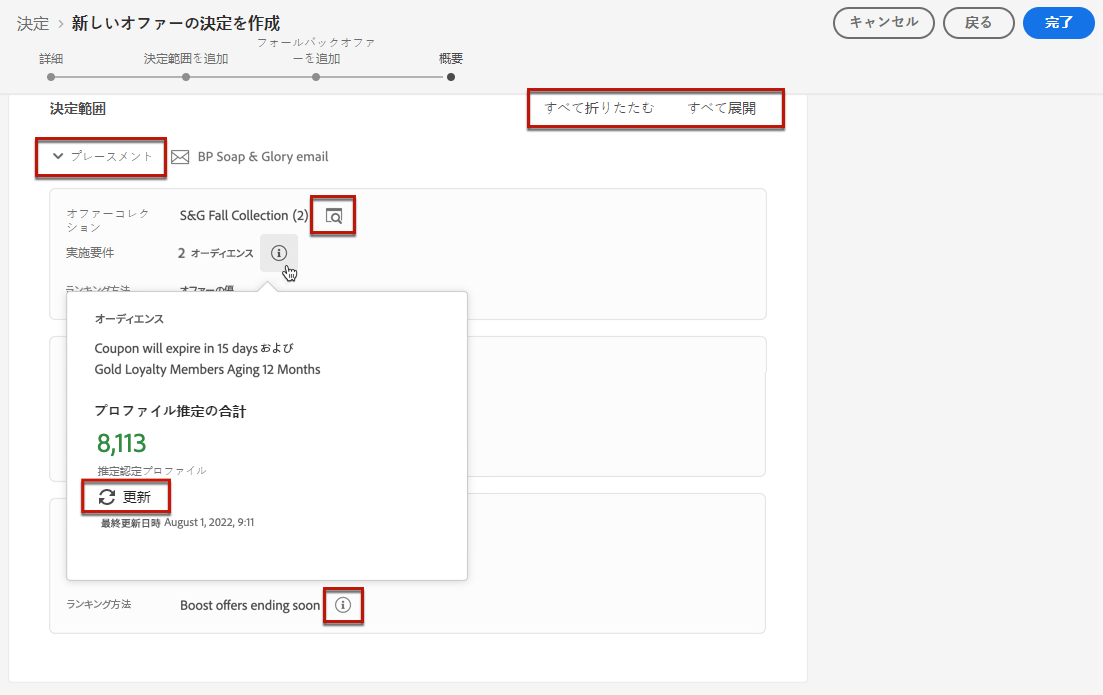 決定 > 新しいオファーの決定を作成
キャンセル
戻る
完了
詳細
決定範囲を追加
フォールバックオファ
ーを追加
概要
決定範囲
すべて折りたたむ
すべて展開
プレースメント
BP Soap & Glory email
オファーコレク
ション
S&G Fall Collection (2)
実施要件
2 オーディエンス
ランキング方法
オファーの優
オーディエンス
Coupon will expire in 15 days および
Gold Loyalty Members Aging 12 Months
プロファイル推定の合計
8,113
推定認定プロファイル
更新
最終更新日時 August 1, 2022, 9:11
ランキング方法
Boost offers ending soon